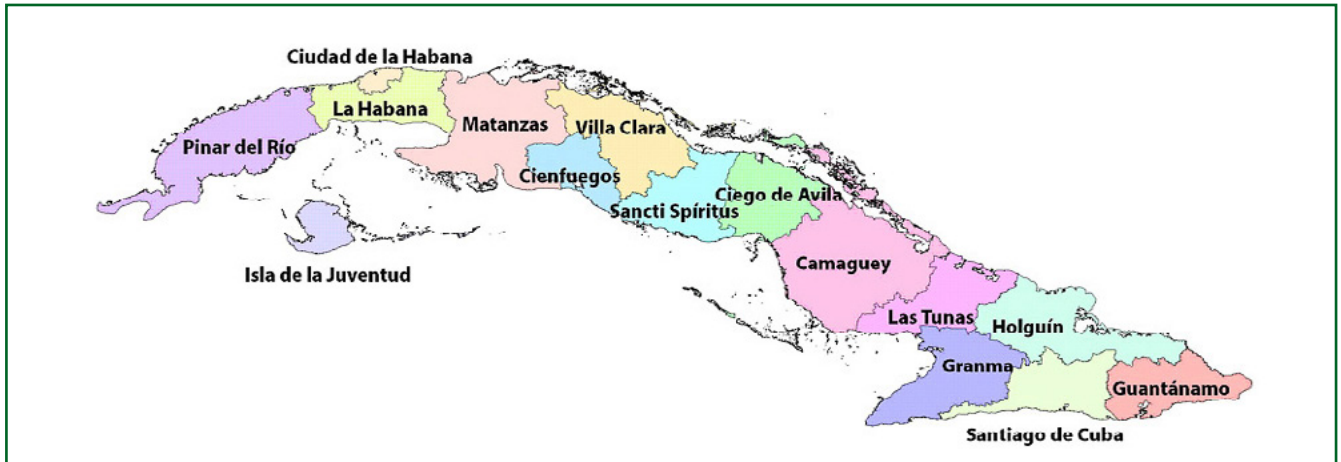 Ciudad de la Habana
La Habana
Pinar del Río
Matanzas
Villa Clara
Cienfuegos
Sancti Spíritus
Ciego de Avila
Isla de la Juventud
Camaguey
Las Tunas
Holguín
Granma
Guantánamo
Santiago de Cuba